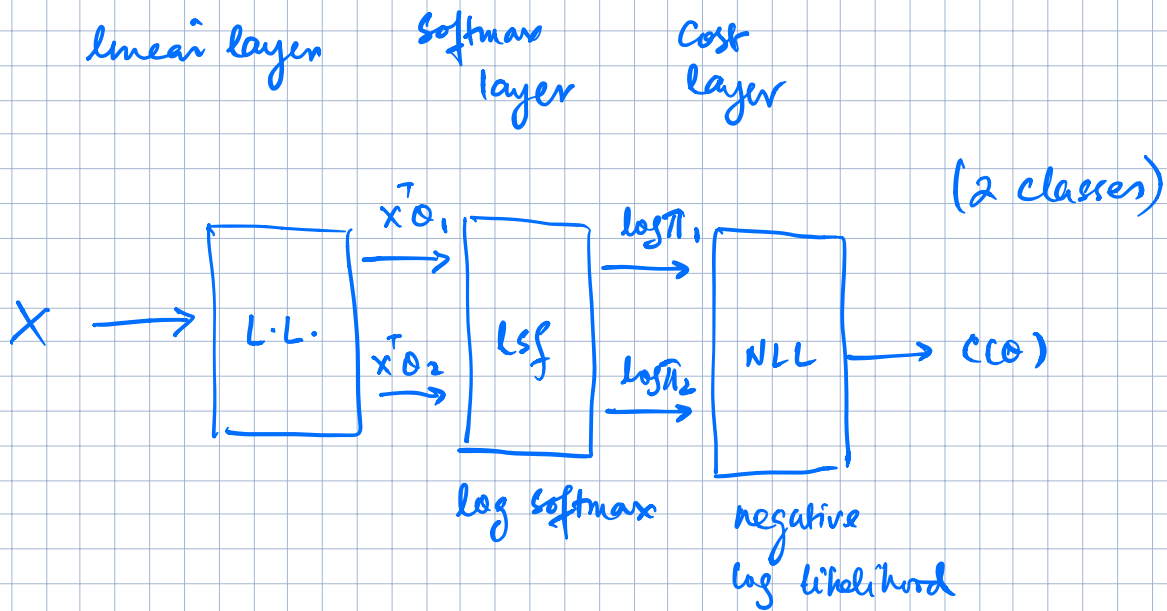 linear layer
Softmax
layer
Cost
layer
(2 classes)
X
L.L.
xᵀθ₁
xᵀθ₂
lsf
logπ₁
logπ₂
NLL
C(θ)
log softmax
negative
log likelihood